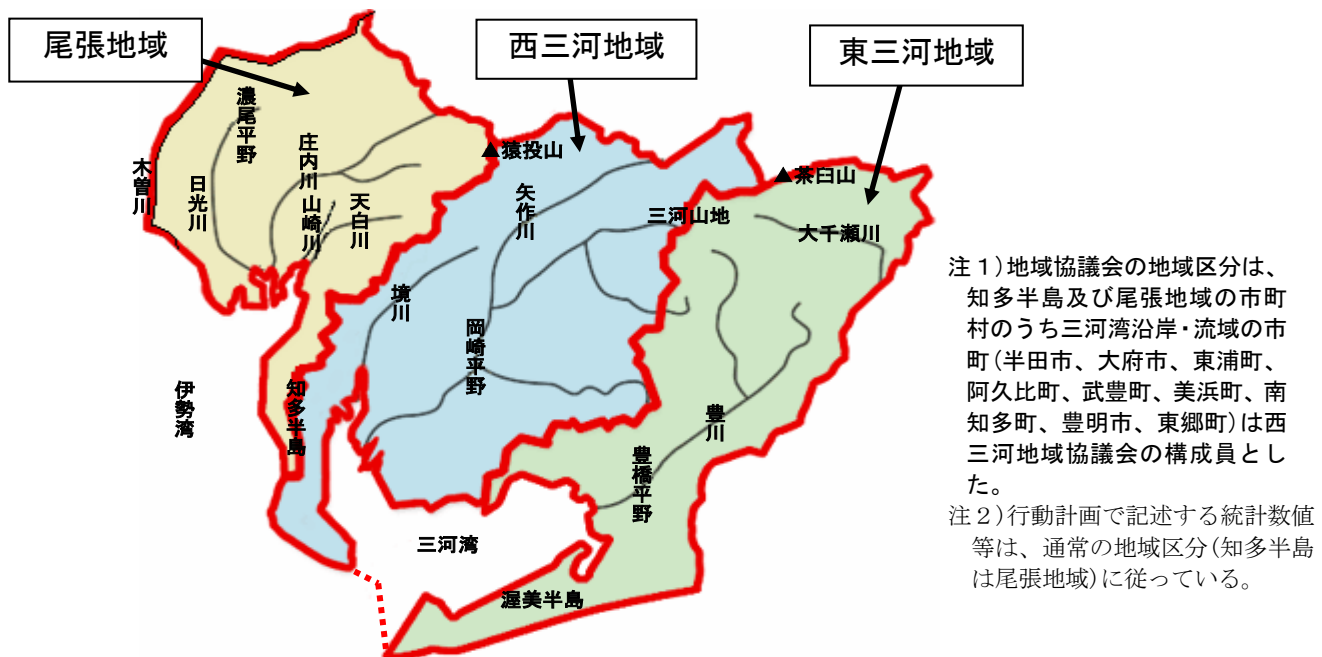 尾張地域
西三河地域
東三河地域
濃尾平野
木曽川
日光川
庄内川
山崎川
天白川
▲猿投山
矢作川
三河山地
▲茶臼山
大千瀬川
境川
岡崎平野
伊勢湾
知多半島
豊川
豊橋平野
三河湾
渥美半島
注1)地域協議会の地域区分は、
知多半島及び尾張地域の市町
村のうち三河湾沿岸・流域の市
町(半田市、大府市、東浦町、
阿久比町、武豊町、美浜町、南
知多町、豊明市、東郷町)は西
三河地域協議会の構成員とし
た。
注2)行動計画で記述する統計数値
等は、通常の地域区分(知多半島
は尾張地域)に従っている。